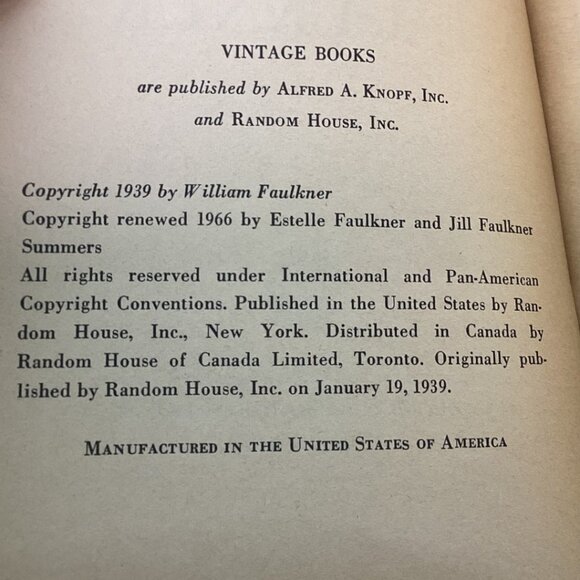 VINTAGE BOOKS
are published by ALFRED A. KNOPF, INC.
and RANDOM HOUSE, INC.
Copyright 1939 by William Faulkner
Copyright renewed 1966 by Estelle Faulkner and Jill Faulkner
Summers
All rights reserved under International and Pan-American
Copyright Conventions. Published in the United States by Ran-
dom House, Inc., New York. Distributed in Canada by
Random House of Canada Limited, Toronto. Originally pub-
lished by Random House, Inc. on January 19, 1939.
MANUFACTURED IN THE UNITED STATES OF AMERICA